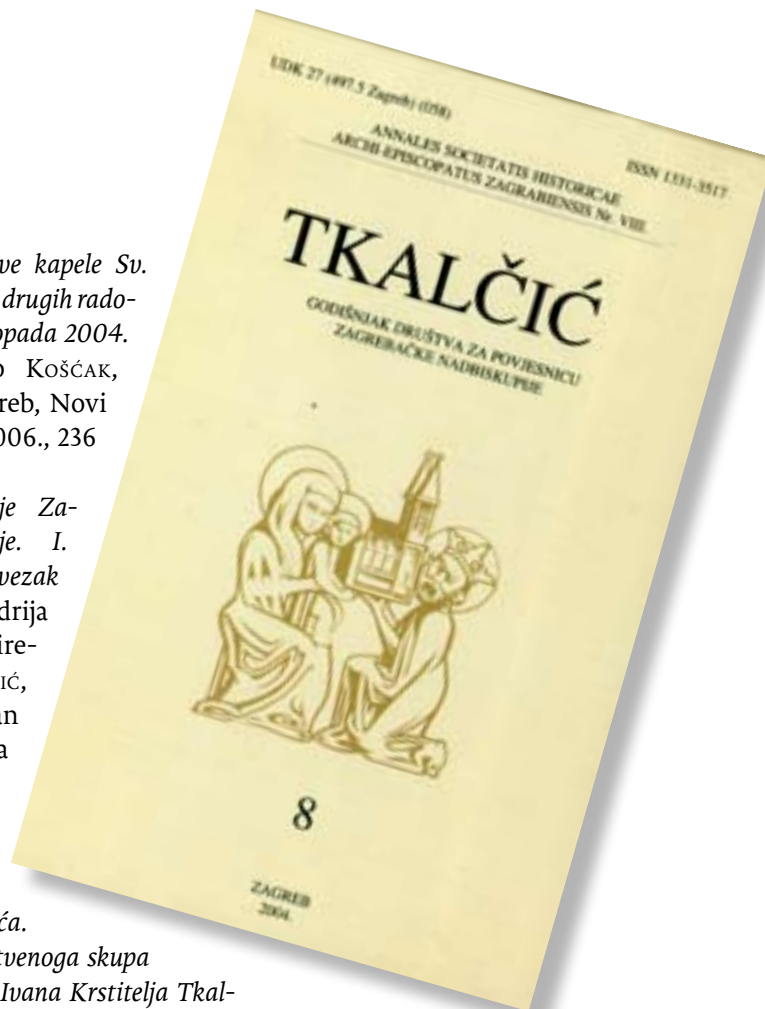 ve kapele Sv.
drugih rado-
opada 2004.
o Košćak,
reb, Novi
006., 236
je Za-
je. I.
vezak
drija
ire-
ić,
an
a
ća.
tvenoga skupa
Ivana Krstitelja Tkal-
UDK 27 (497.5 Zagreb) (058)
ISSN 1331-3517
ANNALES SOCIETATIS HISTORICAE
ARCHI-EPISCOPATUS ZAGRABIENSIS Nr. VIII.
TKALČIĆ
GODIŠNJAK DRUŠTVA ZA POVJESNICU
ZAGREBAČKE NADBISKUPIJE
8
ZAGREB
2004.